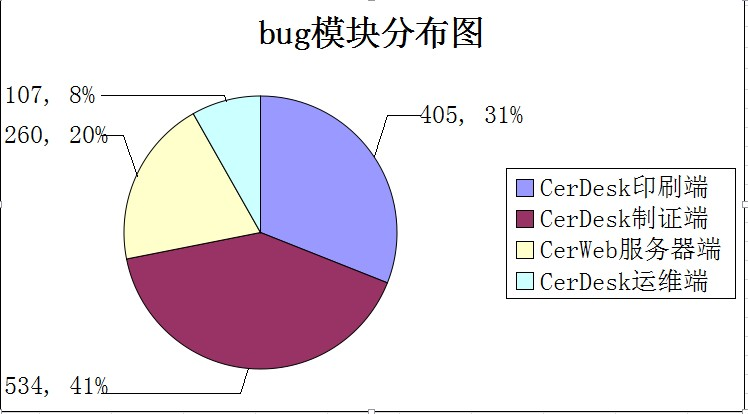 bug模块分布图
107, 8%
405, 31%
260, 20%
CerDesk印刷端
CerDesk制证端
CerWeb服务器端
CerDesk运维端
534, 41%